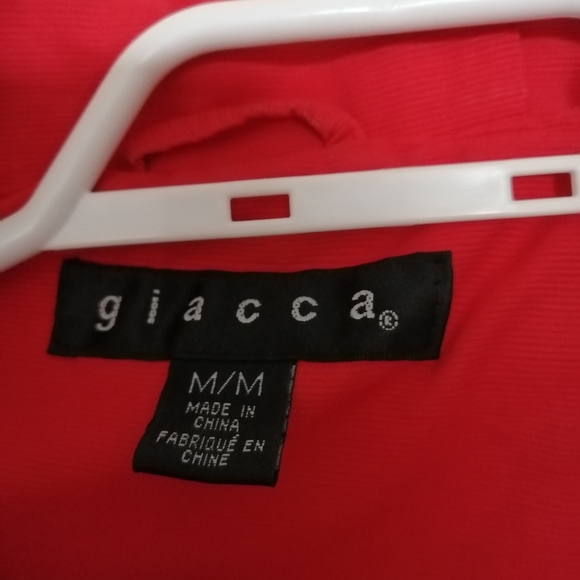 giacca®
M/M
MADE IN
CHINA
FABRIQUÉ EN
CHINE